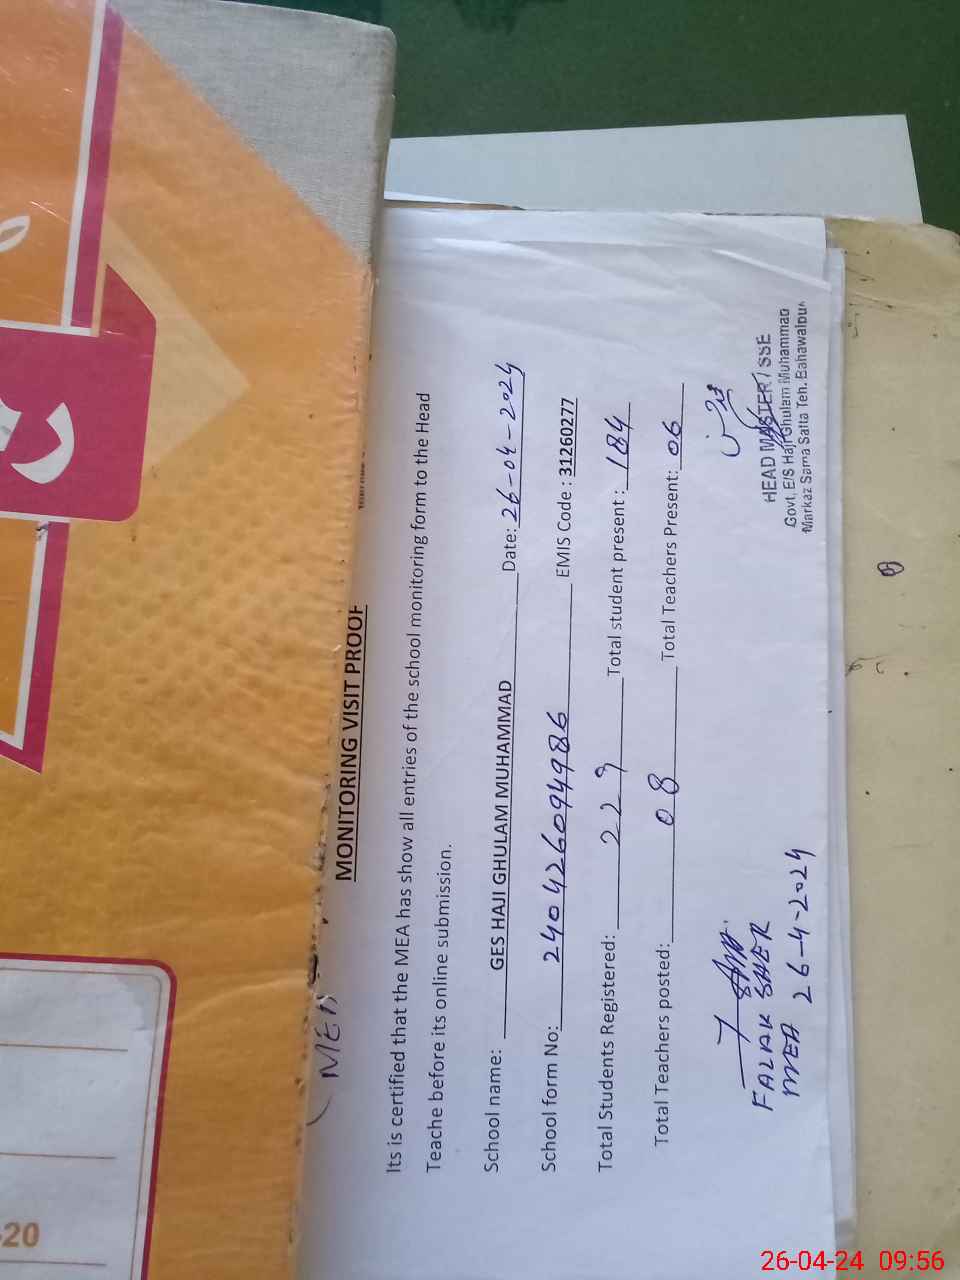 MONITORING VISIT PROOF
(MEA
Its is certified that the MEA has show all entries of the school monitoring form to the Head
Teache before its online submission.
School name: GES HAJI GHULAM MUHAMMAD Date: 26-04-2024
School form No: 240426094986 EMIS Code : 31260277
Total Students Registered: 229 Total student present : 184
Total Teachers posted: 08 Total Teachers Present: 06
FALAK SHER
MEA 26-4-2024
HEAD MASTER / SSE
Govt, E/S Haji Ghulam Muhammad
Markaz Sama Satta Teh. Bahawalpur
-20
26-04-24 09:56